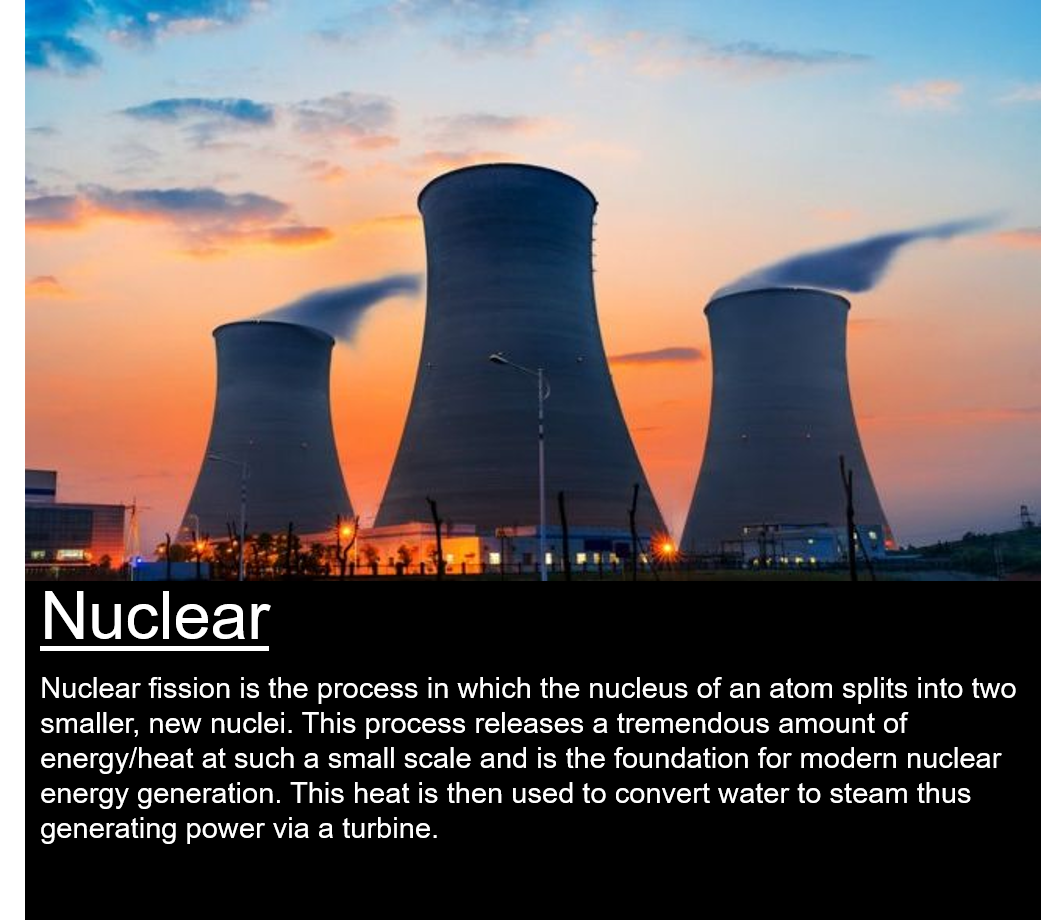 Nuclear
Nuclear fission is the process in which the nucleus of an atom splits into two
smaller, new nuclei. This process releases a tremendous amount of
energy/heat at such a small scale and is the foundation for modern nuclear
energy generation. This heat is then used to convert water to steam thus
generating power via a turbine.